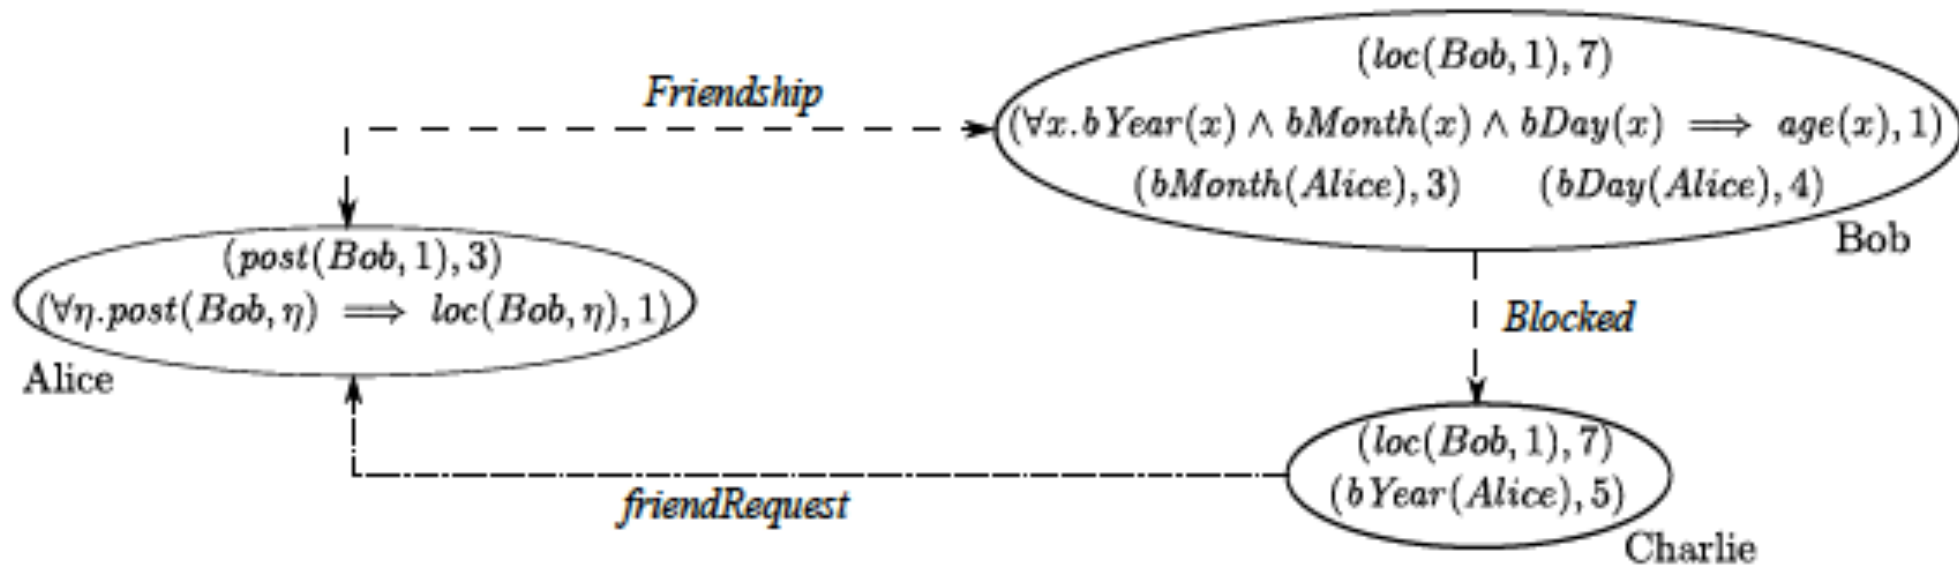 (loc(Bob, 1), 7)
Friendship
(∀x.bYear(x) ∧ bMonth(x) ∧ bDay(x) ⟹ age(x), 1)
(bMonth(Alice), 3) (bDay(Alice), 4)
Bob
(post(Bob, 1), 3)
(∀η.post(Bob, η) ⟹ loc(Bob, η), 1)
Alice
Blocked
(loc(Bob, 1), 7)
(bYear(Alice), 5)
Charlie
friendRequest